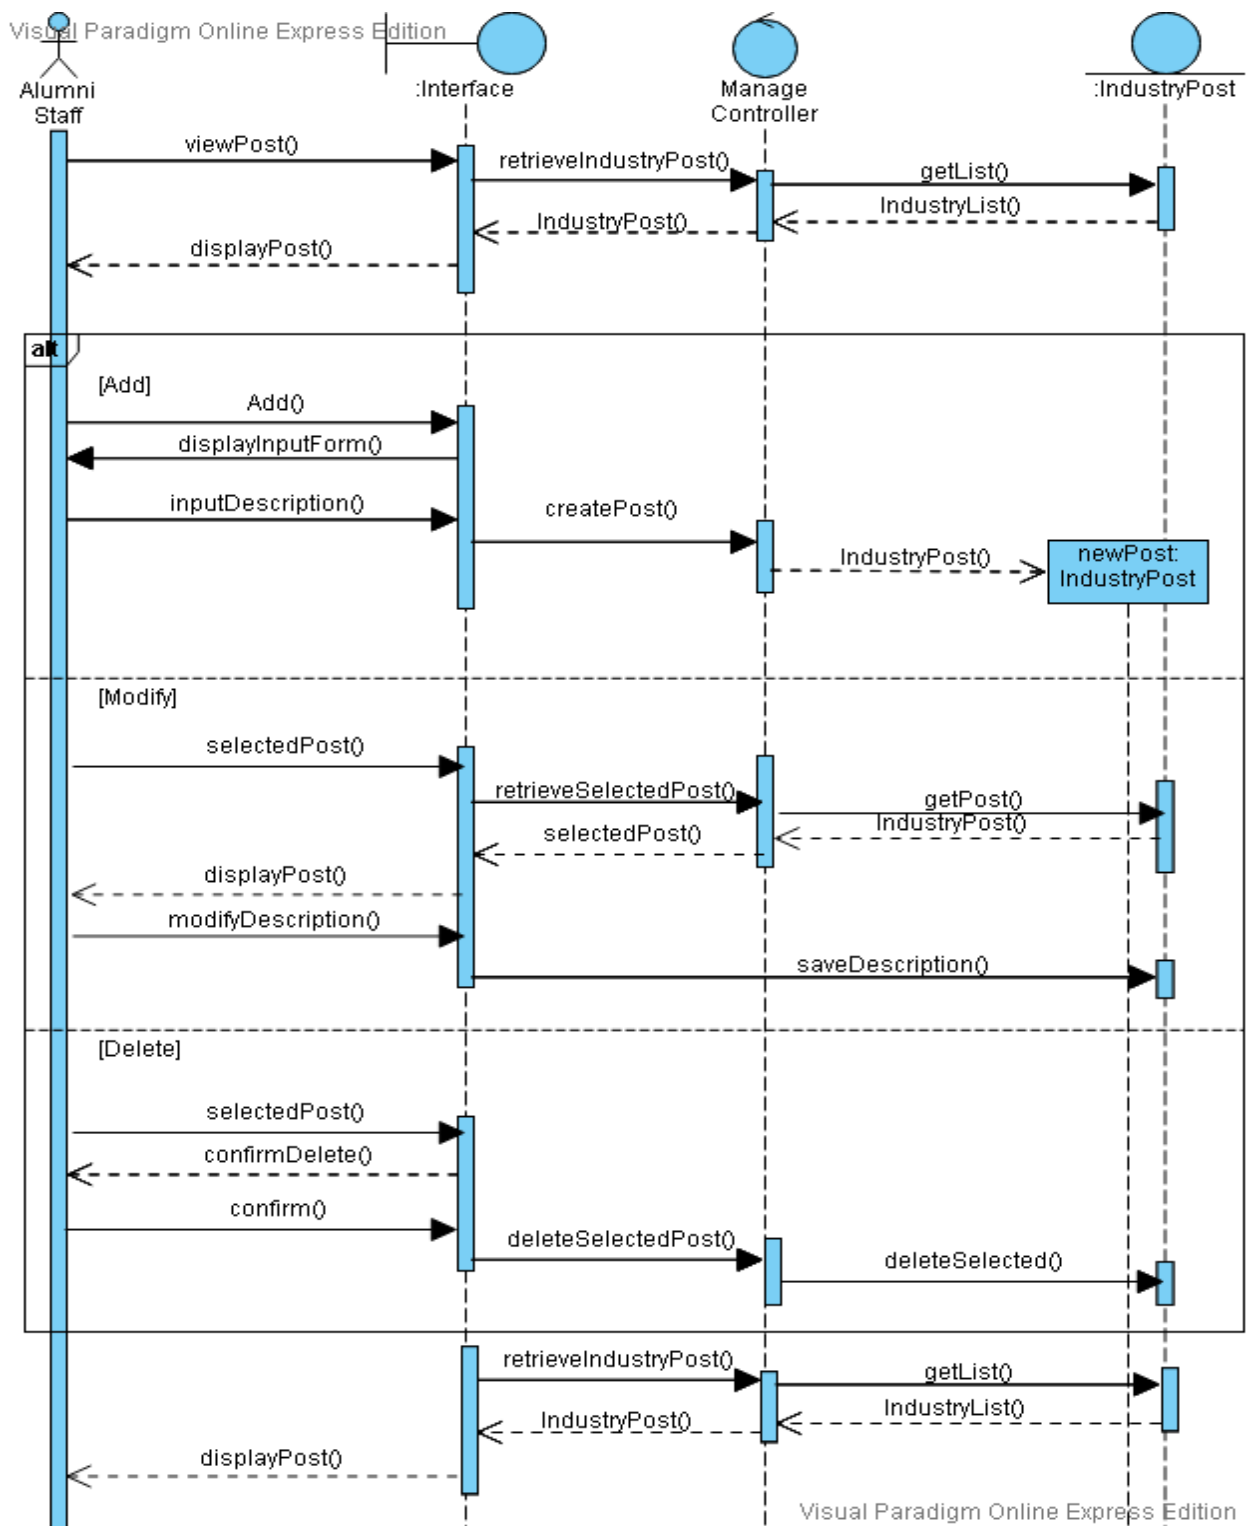 Visual Paradigm Online Express Edition
Alumni
Staff
:Interface
Manage
Controller
:IndustryPost
viewPost()
retrieveIndustryPost()
getList()
IndustryList()
IndustryPost()
displayPost()
alt
[Add]
Add()
displayInputForm()
inputDescription()
createPost()
IndustryPost()
newPost:
IndustryPost
[Modify]
selectedPost()
retrieveSelectedPost()
getPost()
IndustryPost()
selectedPost()
displayPost()
modifyDescription()
saveDescription()
[Delete]
selectedPost()
confirmDelete()
confirm()
deleteSelectedPost()
deleteSelected()
retrieveIndustryPost()
getList()
IndustryList()
IndustryPost()
displayPost()
Visual Paradigm Online Express Edition